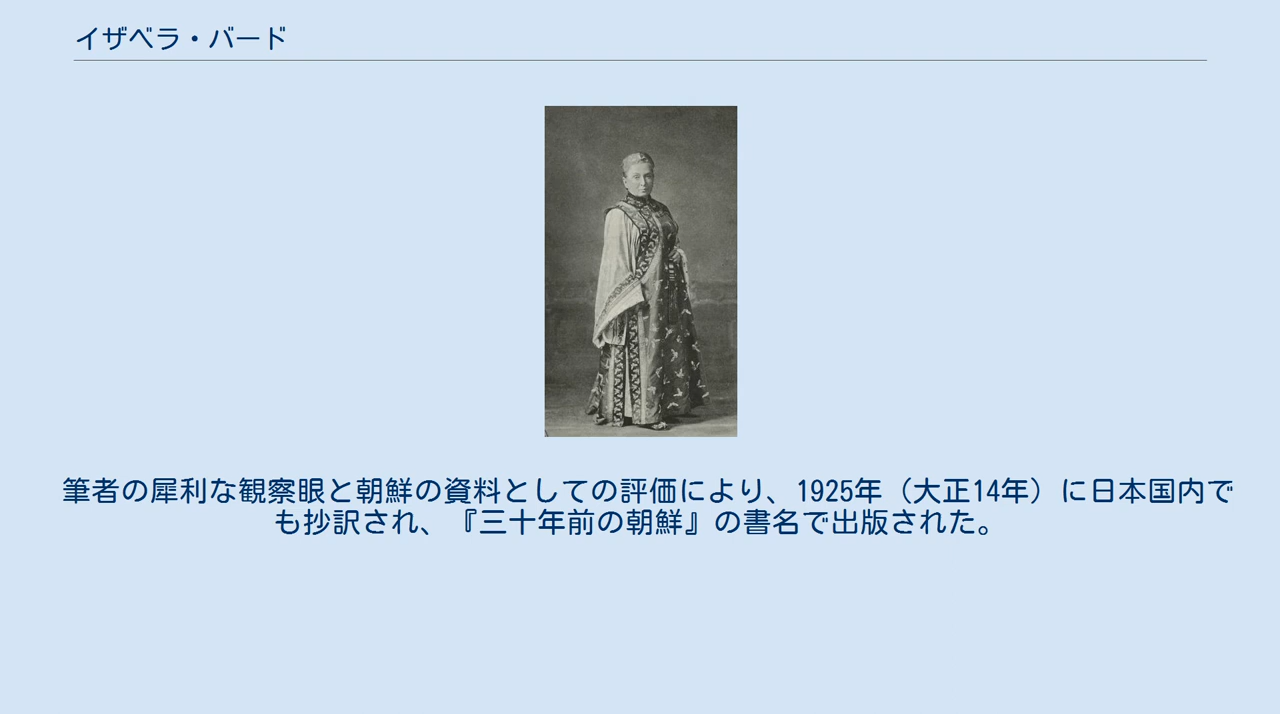 イザベラ・バード
筆者の犀利な観察眼と朝鮮の資料としての評価により、1925年（大正14年）に日本国内で
も抄訳され、『三十年前の朝鮮』の書名で出版された。